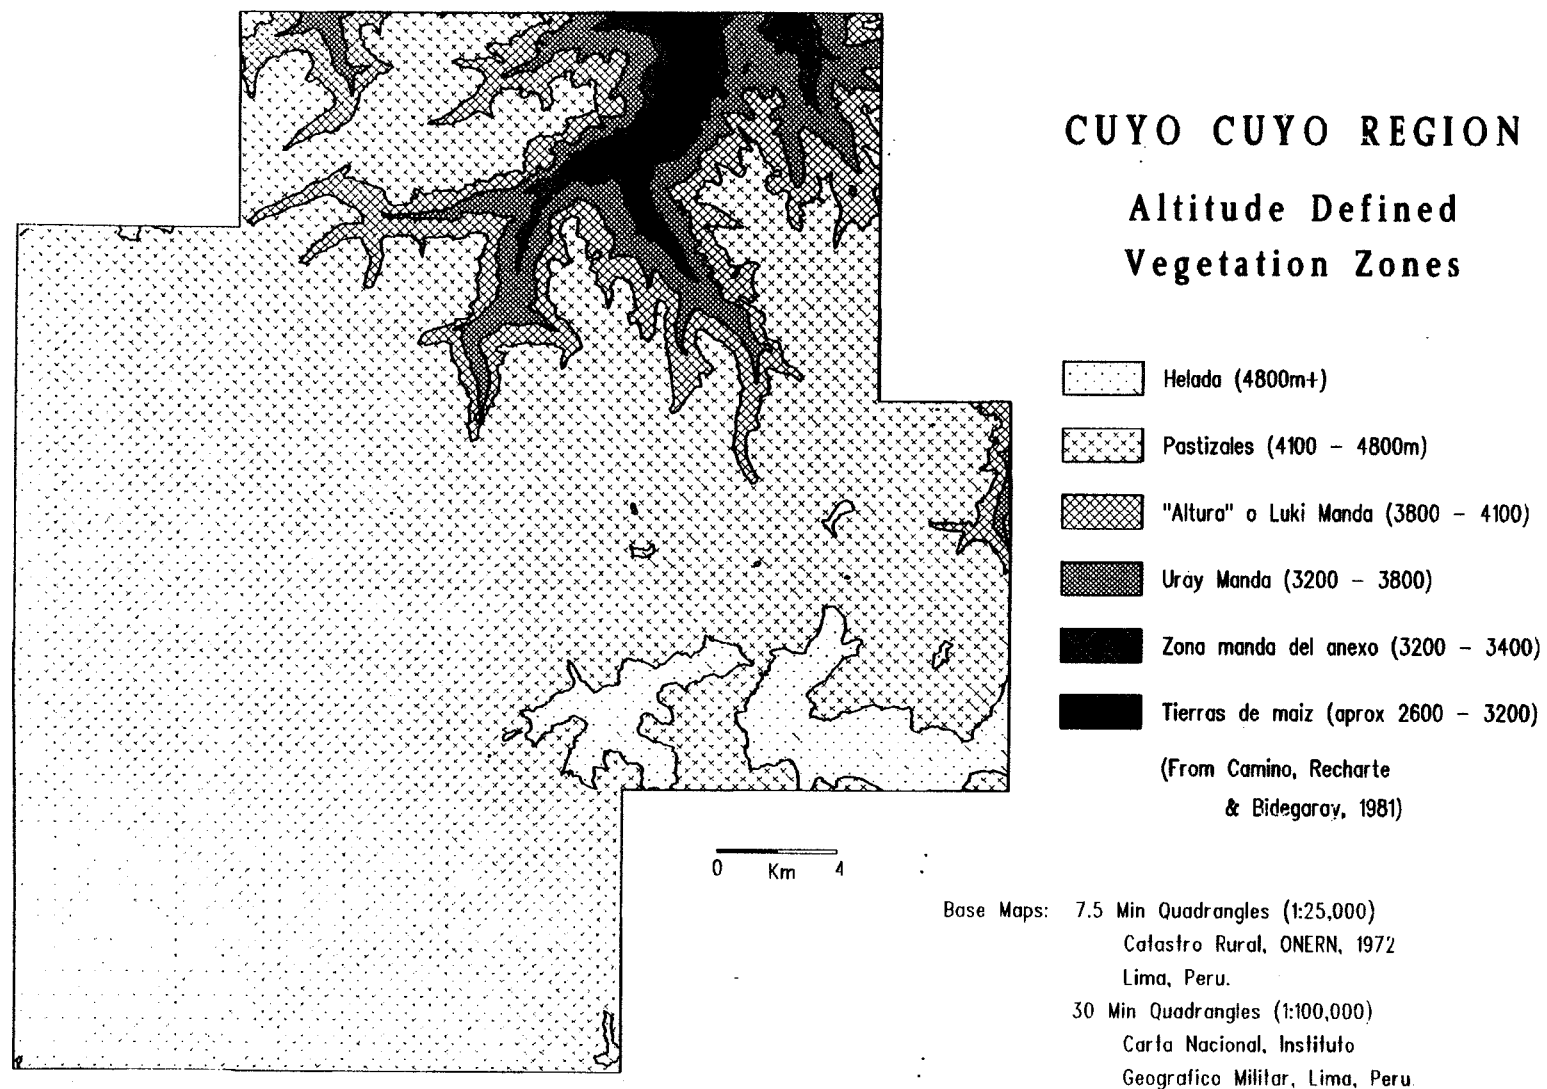 CUYO CUYO REGION
Altitude Defined
Vegetation Zones
Helada (4800m+)
Pastizales (4100 - 4800m)
"Altura" o Luki Manda (3800 - 4100)
Uray Manda (3200 - 3800)
Zona manda del anexo (3200 - 3400)
Tierras de maiz (aprox 2600 - 3200)
(From Camino, Recharte
& Bidegaray, 1981)
0 Km 4
Base Maps: 7.5 Min Quadrangles (1:25,000)
Catastro Rural, ONERN, 1972
Lima, Peru.
30 Min Quadrangles (1:100,000)
Carta Nacional, Instituto
Geografico Militar, Lima, Peru